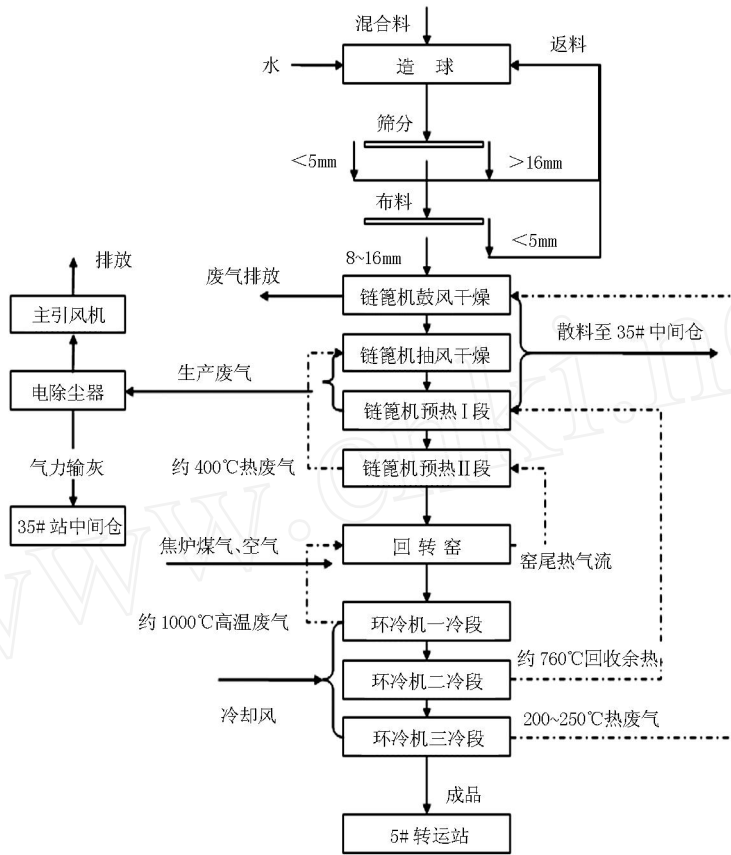 混合料
返料
水
造 球
筛分
＜5mm
＞16mm
布料
＜5mm
8~16mm
排放
废气排放
链篦机鼓风干燥
主引风机
散料至35#中间仓
链篦机抽风干燥
生产废气
电除尘器
链篦机预热Ⅰ段
气力输灰
约400℃热废气
链篦机预热Ⅱ段
35#站中间仓
焦炉煤气、空气
回 转 窑
窑尾热气流
约1000℃高温废气
环冷机一冷段
约760℃回收余热
环冷机二冷段
冷却风
200~250℃热废气
环冷机三冷段
成品
5#转运站
www.cnki.net